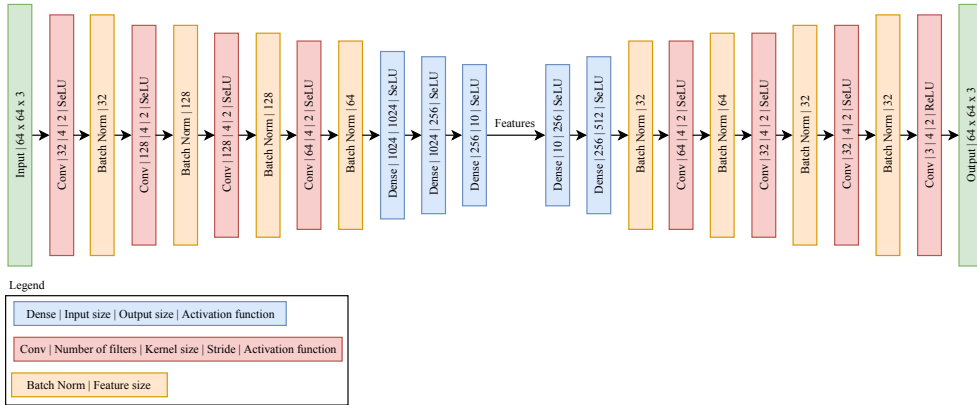 Input | 64 x 64 x 3
Conv | 32 | 4 | 2 | SeLU
Batch Norm | 32
Conv | 128 | 4 | 2 | SeLU
Batch Norm | 128
Conv | 128 | 4 | 2 | SeLU
Batch Norm | 128
Conv | 64 | 4 | 2 | SeLU
Batch Norm | 64
Dense | 1024 | 1024 | SeLU
Dense | 1024 | 256 | SeLU
Dense | 256 | 10 | SeLU
Features
Dense | 10 | 256 | SeLU
Dense | 256 | 512 | SeLU
Batch Norm | 32
Conv | 64 | 4 | 2 | SeLU
Batch Norm | 64
Conv | 32 | 4 | 2 | SeLU
Batch Norm | 32
Conv | 32 | 4 | 2 | SeLU
Batch Norm | 32
Conv | 3 | 4 | 2 | ReLU
Output | 64 x 64 x 3
Legend
Dense | Input size | Output size | Activation function
Conv | Number of filters | Kernel size | Stride | Activation function
Batch Norm | Feature size